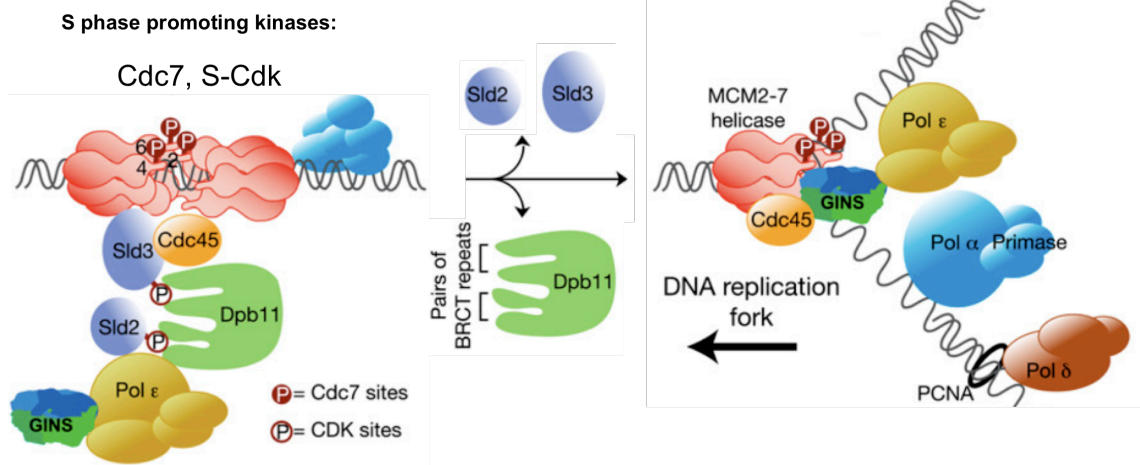 S phase promoting kinases:
Cdc7, S-Cdk
6
4
2
P
P
P
Sld3
Cdc45
P
Dpb11
Sld2
P
Pol ε
GINS
P = Cdc7 sites
P = CDK sites
Sld2
Sld3
Pairs of
BRCT repeats
Dpb11
MCM2-7
helicase
P
P
P
Pol ε
GINS
Cdc45
Pol α
Primase
DNA replication
fork
PCNA
Pol δ